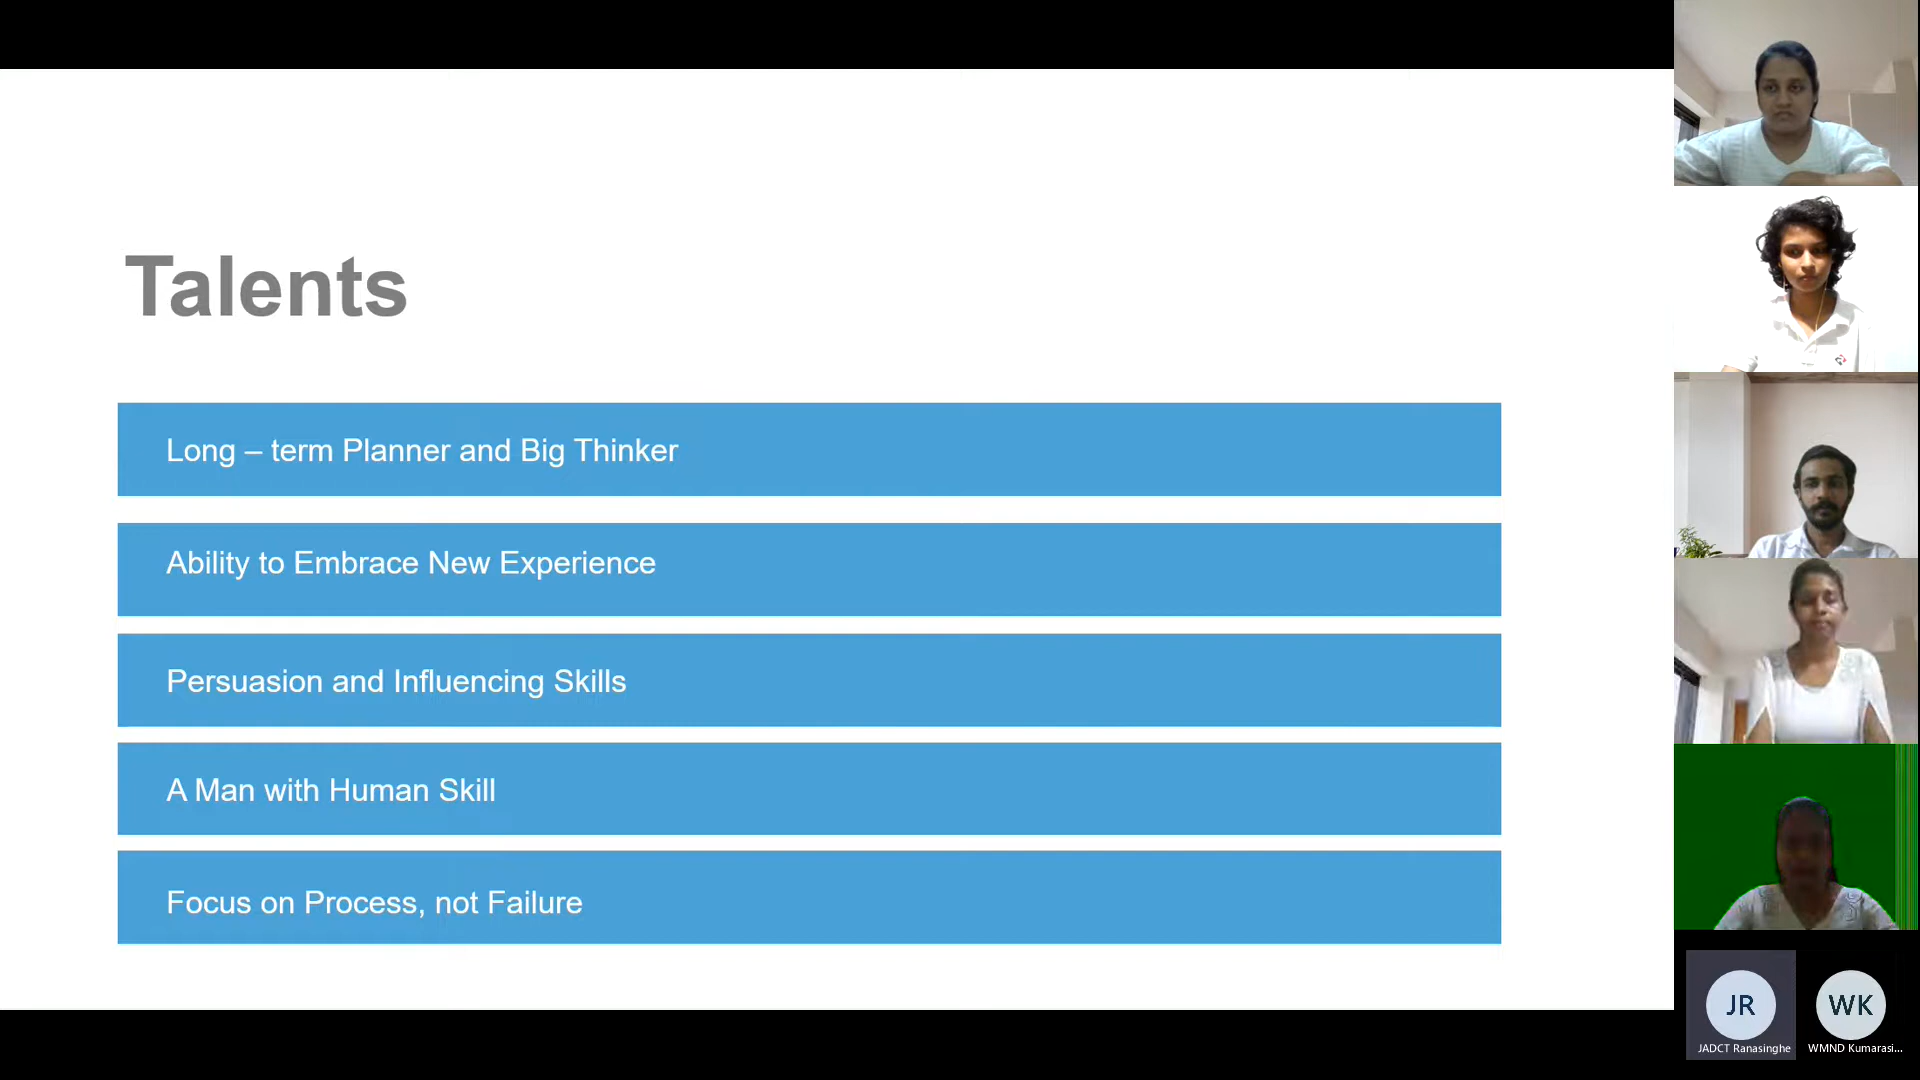 Talents
Long – term Planner and Big Thinker
Ability to Embrace New Experience
Persuasion and Influencing Skills
A Man with Human Skill
Focus on Process, not Failure
JR
JADCT Ranasinghe
WK
WMND Kumarasi...